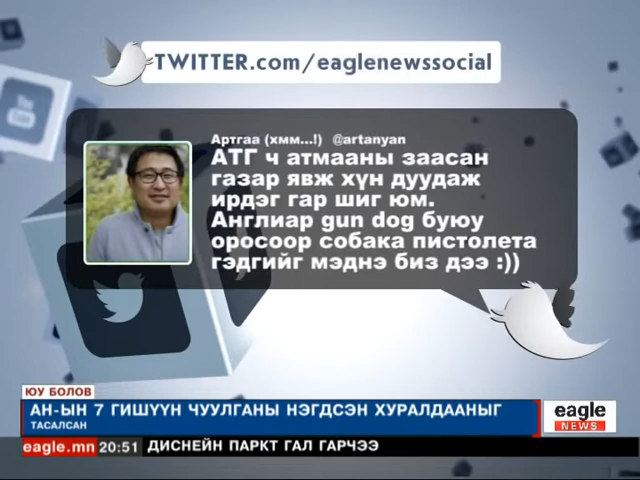 TWITTER.com/eaglenewssocial
Артгаа (хмм...!) @artanyan
АТГ ч атмааны заасан
газар явж хүн дуудаж
ирдэг гар шиг юм.
Англиар gun dog буюу
оросоор собака пистолета
гэдгийг мэднэ биз дээ :))
ЮУ БОЛОВ
АН-ЫН 7 ГИШҮҮН ЧУУЛГАНЫ НЭГДСЭН ХУРАЛДААНЫГ
ТАСАЛСАН
eagle
NEWS
eagle.mn 20:51 ДИСНЕЙН ПАРКТ ГАЛ ГАРЧЭЭ